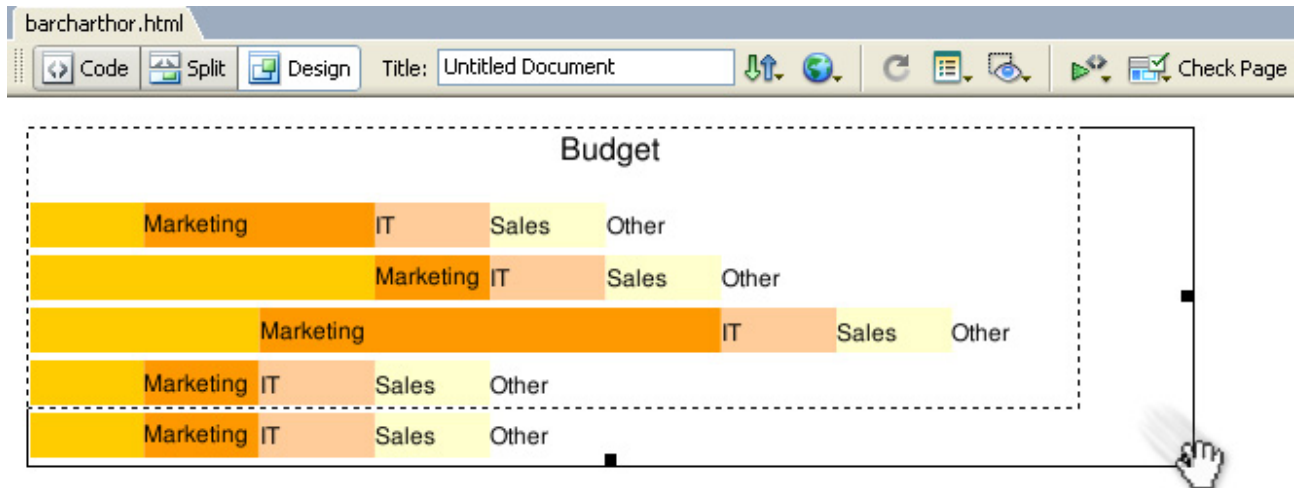 barcharthor.html
Code Split Design Title: Untitled Document Check Page
Budget
Marketing IT Sales Other
Marketing IT Sales Other
Marketing IT Sales Other
Marketing IT Sales Other
Marketing IT Sales Other